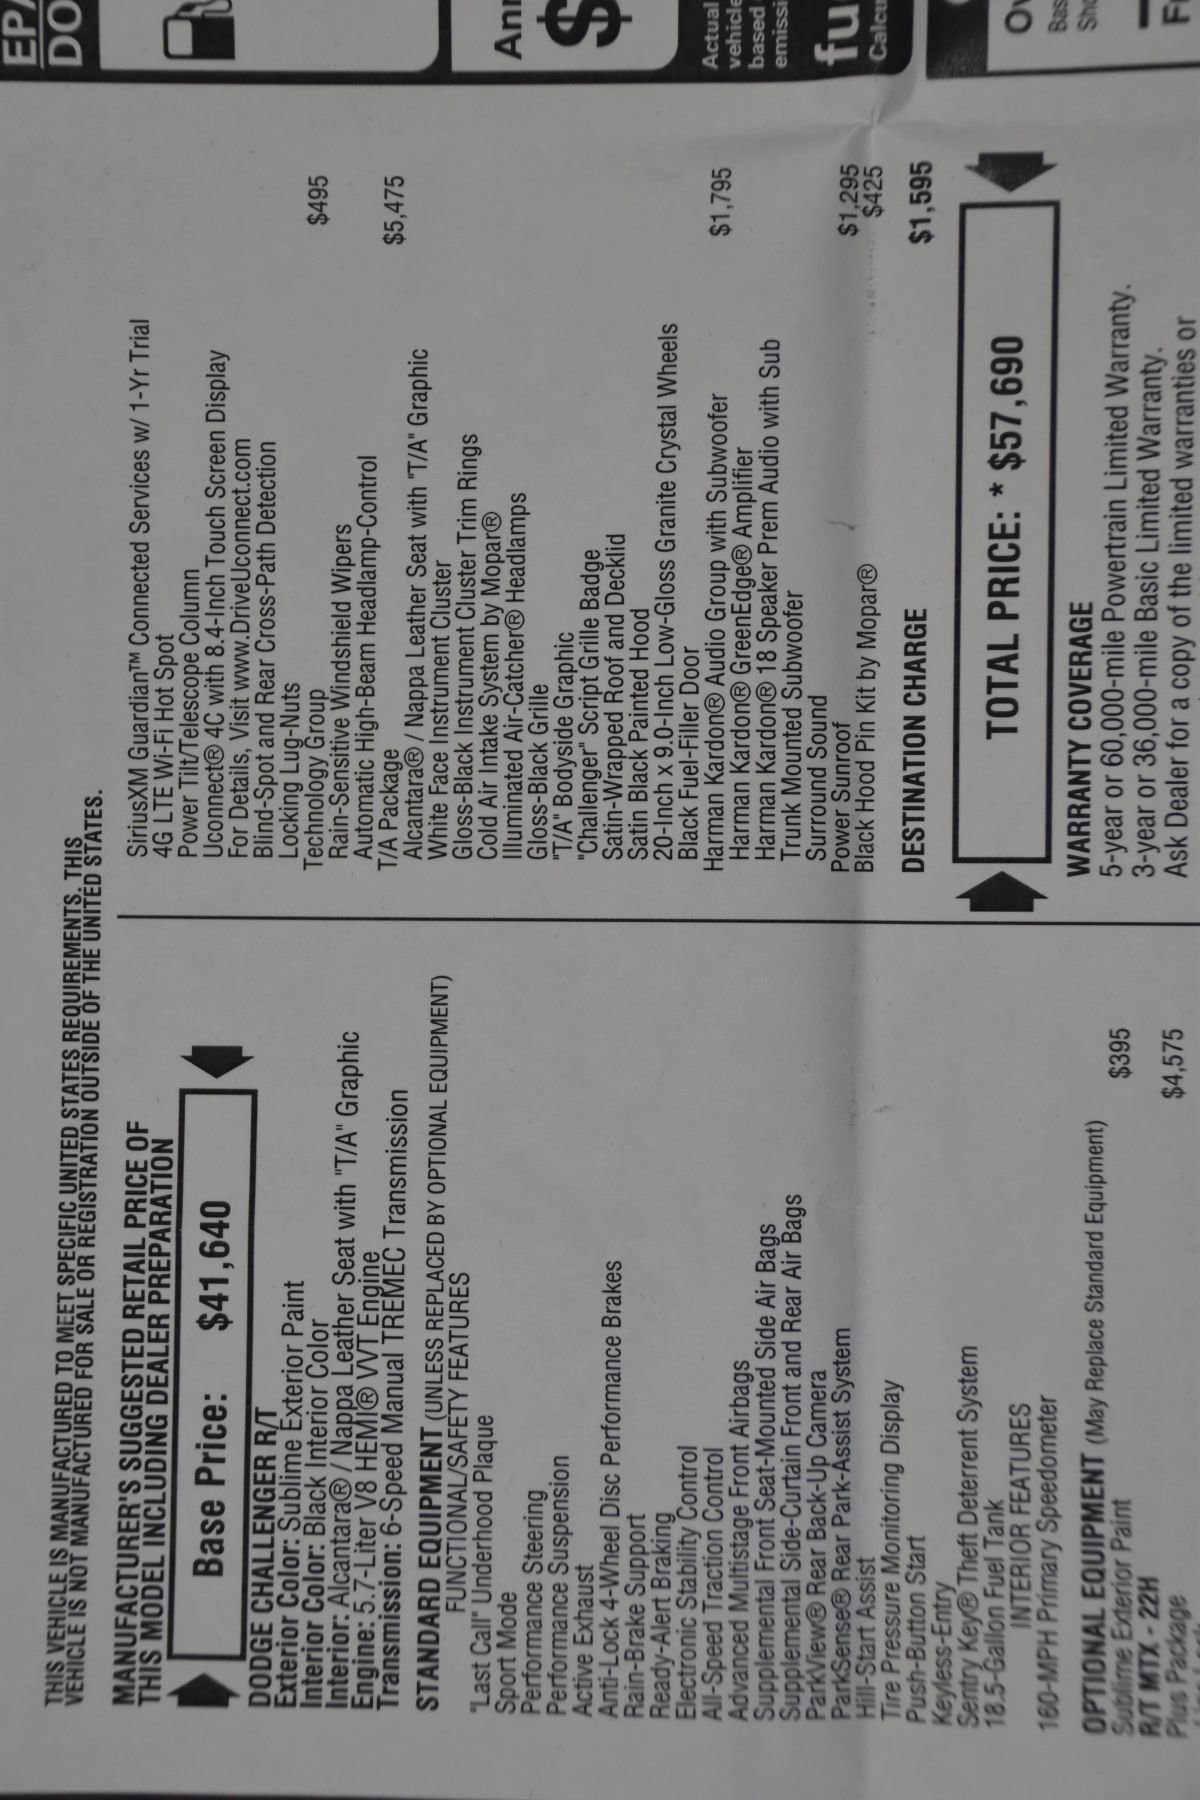 THIS VEHICLE IS MANUFACTURED TO MEET SPECIFIC UNITED STATES REQUIREMENTS. THIS
VEHICLE IS NOT MANUFACTURED FOR SALE OR REGISTRATION OUTSIDE OF THE UNITED STATES.
MANUFACTURER'S SUGGESTED RETAIL PRICE OF
THIS MODEL INCLUDING DEALER PREPARATION
Base Price: $41,640
DODGE CHALLENGER R/T
Exterior Color: Sublime Exterior Paint
Interior Color: Black Interior Color
Interior: Alcantara® / Nappa Leather Seat with "T/A" Graphic
Engine: 5.7-Liter V8 HEMI® VVT Engine
Transmission: 6-Speed Manual TREMEC Transmission
STANDARD EQUIPMENT (UNLESS REPLACED BY OPTIONAL EQUIPMENT)
FUNCTIONAL/SAFETY FEATURES
"Last Call" Underhood Plaque
Sport Mode
Performance Steering
Performance Suspension
Active Exhaust
Anti-Lock 4-Wheel Disc Performance Brakes
Rain-Brake Support
Ready-Alert Braking
Electronic Stability Control
All-Speed Traction Control
Advanced Multistage Front Airbags
Supplemental Front Seat-Mounted Side Air Bags
Supplemental Side-Curtain Front and Rear Air Bags
ParkView® Rear Back-Up Camera
ParkSense® Rear Park-Assist System
Hill-Start Assist
Tire Pressure Monitoring Display
Push-Button Start
Keyless-Entry
Sentry Key® Theft Deterrent System
18.5-Gallon Fuel Tank
INTERIOR FEATURES
160-MPH Primary Speedometer
OPTIONAL EQUIPMENT (May Replace Standard Equipment)
Sublime Exterior Paint $395
R/T MTX - 22H
Plus Package $4,575
SiriusXM Guardian™ Connected Services w/ 1-Yr Trial
4G LTE Wi-Fi Hot Spot
Power Tilt/Telescope Column
Uconnect® 4C with 8.4-Inch Touch Screen Display
For Details, Visit www.DriveUconnect.com
Blind-Spot and Rear Cross-Path Detection
Locking Lug-Nuts
Technology Group $495
Rain-Sensitive Windshield Wipers
Automatic High-Beam Headlamp-Control
T/A Package $5,475
Alcantara® / Nappa Leather Seat with "T/A" Graphic
White Face Instrument Cluster
Gloss-Black Instrument Cluster Trim Rings
Cold Air Intake System by Mopar®
Illuminated Air-Catcher® Headlamps
Gloss-Black Grille
"T/A" Bodyside Graphic
"Challenger" Script Grille Badge
Satin-Wrapped Roof and Decklid
Satin Black Painted Hood
20-Inch x 9.0-Inch Low-Gloss Granite Crystal Wheels
Black Fuel-Filler Door
Harman Kardon® Audio Group with Subwoofer $1,795
Harman Kardon® GreenEdge® Amplifier
Harman Kardon® 18 Speaker Prem Audio with Sub
Trunk Mounted Subwoofer
Surround Sound
Power Sunroof $1,295
Black Hood Pin Kit by Mopar® $425
DESTINATION CHARGE $1,595
TOTAL PRICE: * $57,690
WARRANTY COVERAGE
5-year or 60,000-mile Powertrain Limited Warranty.
3-year or 36,000-mile Basic Limited Warranty.
Ask Dealer for a copy of the limited warranties or
EPA
DO
Ann
$
Actual
vehicle
based
emissi
fu
Calcu
Ov
Bas
Sho
Fr